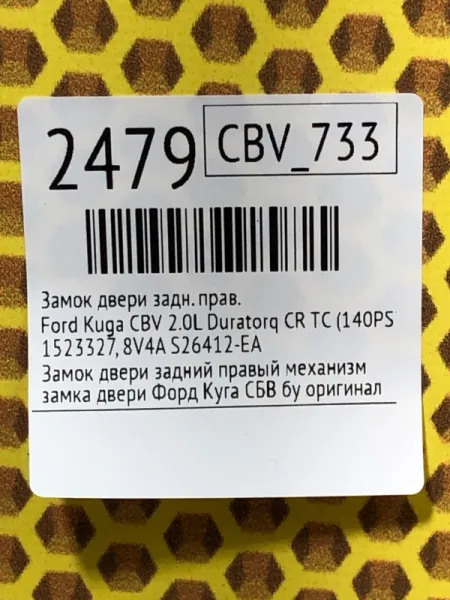 2479
CBV_733
Замок двери задн. прав.
Ford Kuga CBV 2.0L Duratorq CR TC (140PS
1523327, 8V4A S26412-EA
Замок двери задний правый механизм
замка двери Форд Куга СБВ бу оригинал